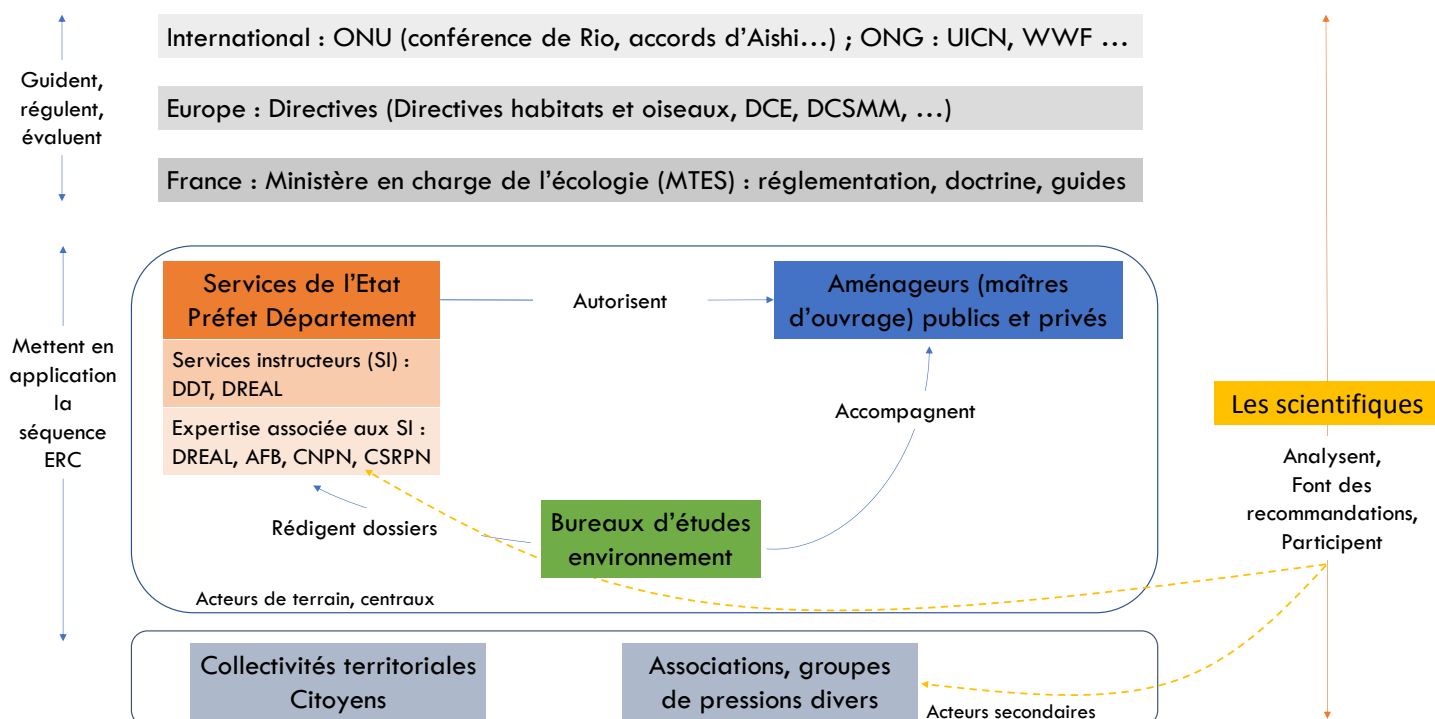 International : ONU (conférence de Rio, accords d’Aishi…) ; ONG : UICN, WWF …
Guident,
régulent,
évaluent
Europe : Directives (Directives habitats et oiseaux, DCE, DCSMM, …)
France : Ministère en charge de l’écologie (MTES) : réglementation, doctrine, guides
Mettent en
application
la
séquence
ERC
Services de l’Etat
Préfet Département
Autorisent
Aménageurs (maîtres
d’ouvrage) publics et privés
Services instructeurs (SI) :
DDT, DREAL
Expertise associée aux SI :
DREAL, AFB, CNPN, CSRPN
Accompagnent
Rédigent dossiers
Bureaux d’études
environnement
Acteurs de terrain, centraux
Les scientifiques
Analysent,
Font des
recommandations,
Participent
Collectivités territoriales
Citoyens
Associations, groupes
de pressions divers
Acteurs secondaires